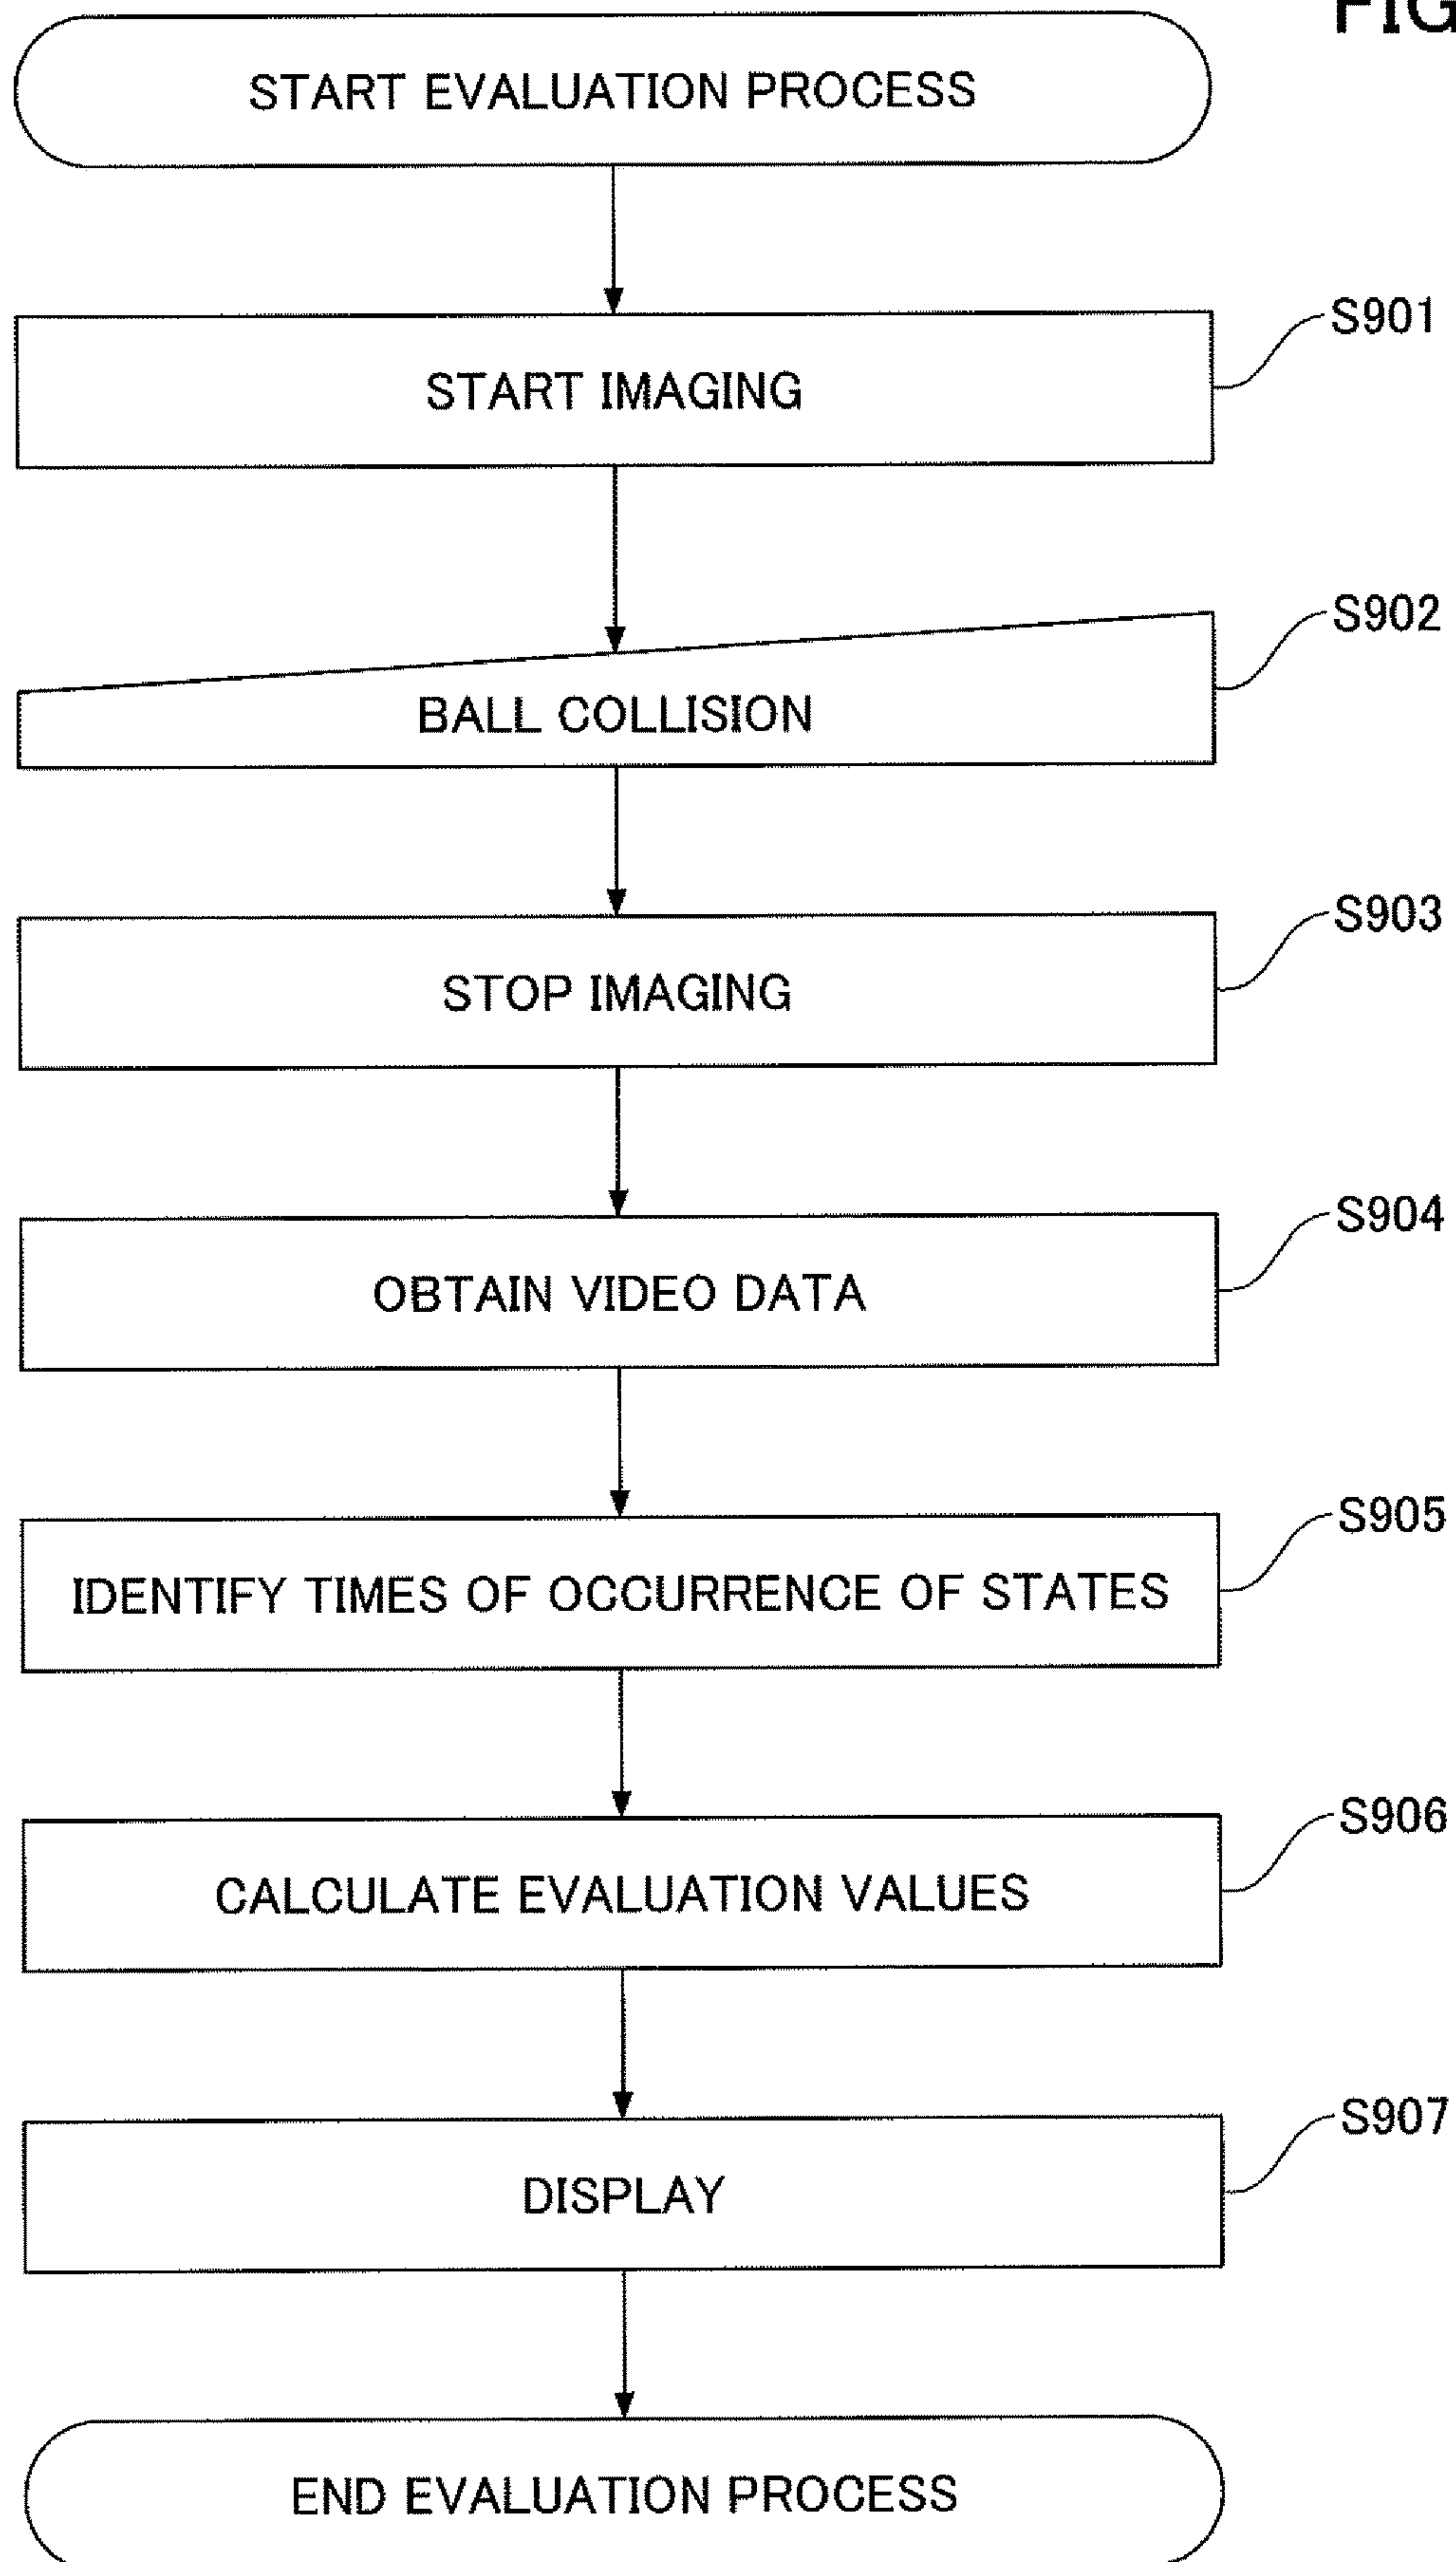 FIG
START EVALUATION PROCESS
S901
START IMAGING
S902
BALL COLLISION
S903
STOP IMAGING
S904
OBTAIN VIDEO DATA
S905
IDENTIFY TIMES OF OCCURRENCE OF STATES
S906
CALCULATE EVALUATION VALUES
S907
DISPLAY
END EVALUATION PROCESS